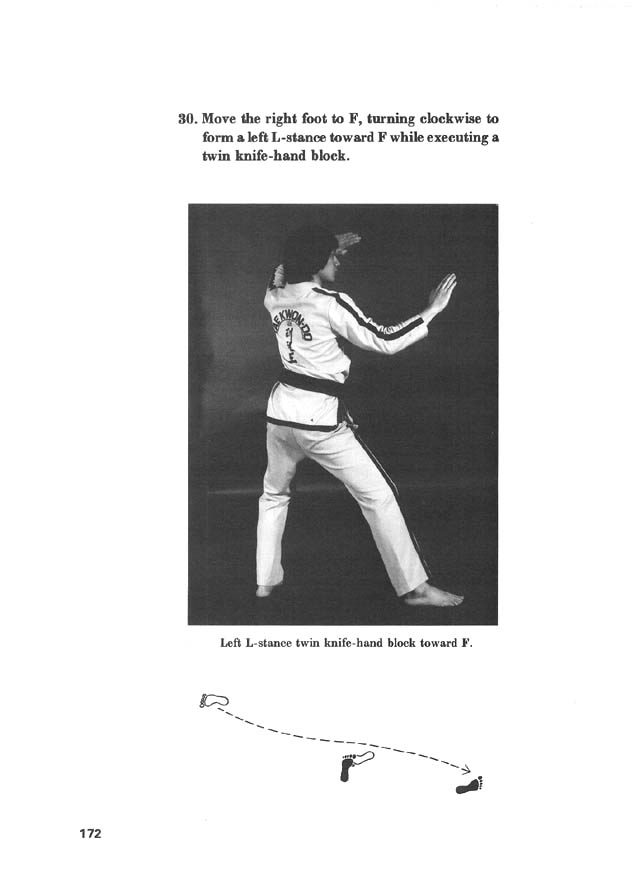 30. Move the right foot to F, turning clockwise to
form a left L-stance toward F while executing a
twin knife-hand block.
TAEKWON-DO
Left L-stance twin knife-hand block toward F.
172